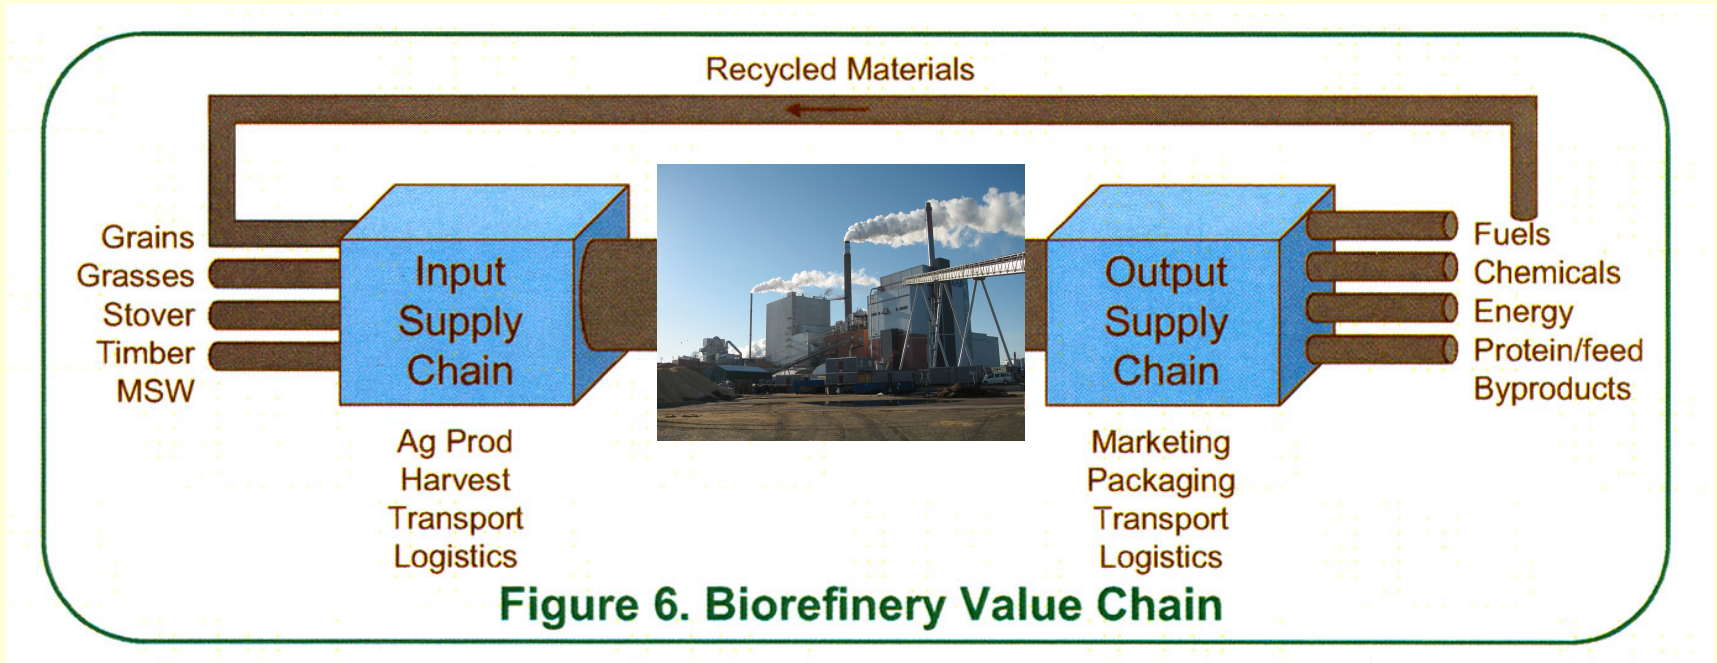 Recycled Materials
Grains
Grasses
Stover
Timber
MSW
Input
Supply
Chain
Ag Prod
Harvest
Transport
Logistics
Output
Supply
Chain
Marketing
Packaging
Transport
Logistics
Fuels
Chemicals
Energy
Protein/feed
Byproducts
Figure 6. Biorefinery Value Chain